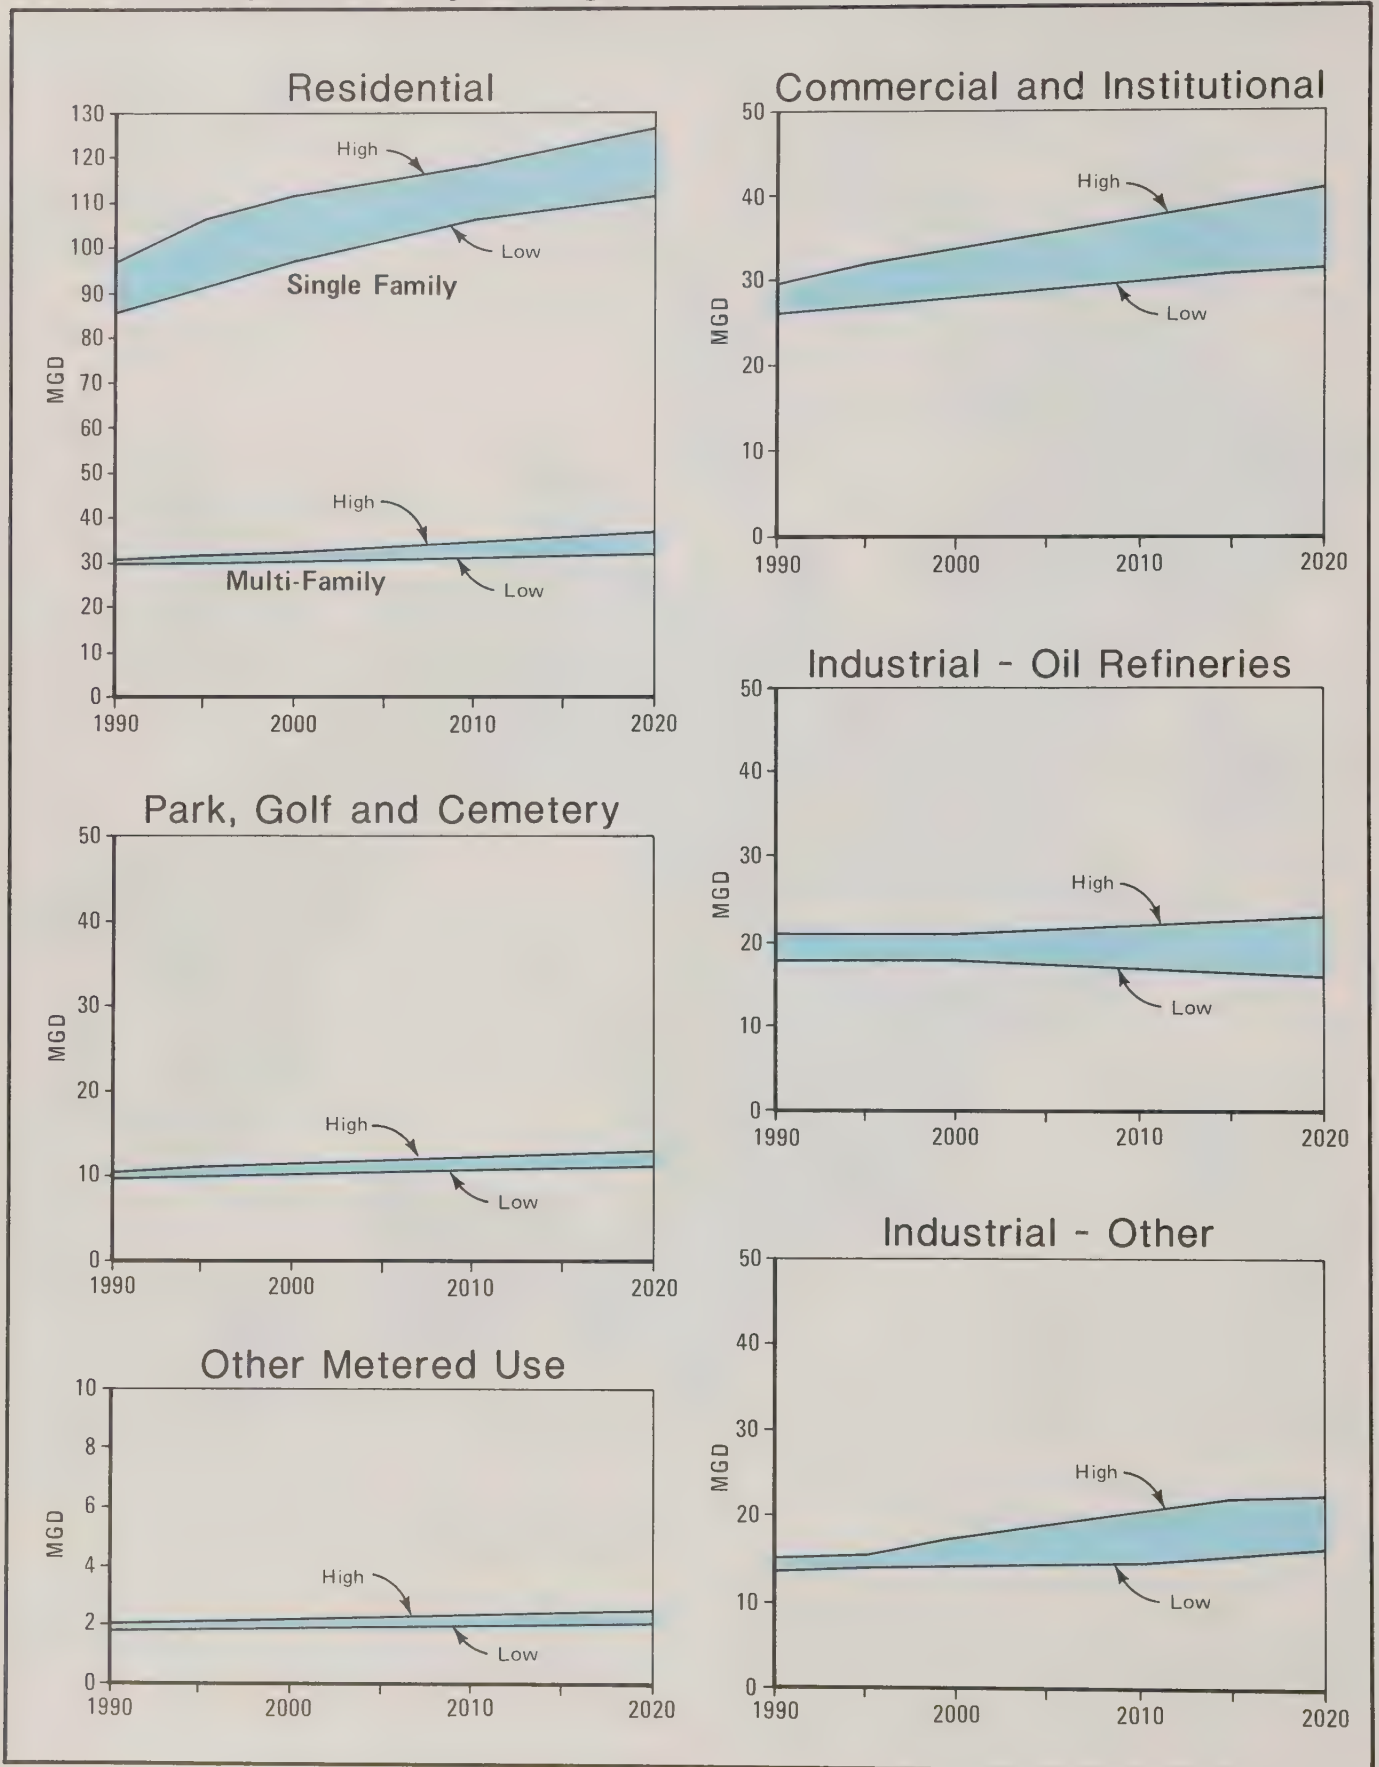 Residential
130
120
110
100
90
80
70
60
50
40
30
20
10
0
MGD
High
Low
Single Family
High
Multi-Family
Low
1990 2000 2010 2020
Commercial and Institutional
50
40
30
20
10
0
MGD
High
Low
1990 2000 2010 2020
Industrial - Oil Refineries
50
40
30
20
10
0
MGD
High
Low
1990 2000 2010 2020
Park, Golf and Cemetery
50
40
30
20
10
0
MGD
High
Low
1990 2000 2010 2020
Industrial - Other
50
40
30
20
10
0
MGD
High
Low
1990 2000 2010 2020
Other Metered Use
10
8
6
4
2
0
MGD
High
Low
1990 2000 2010 2020